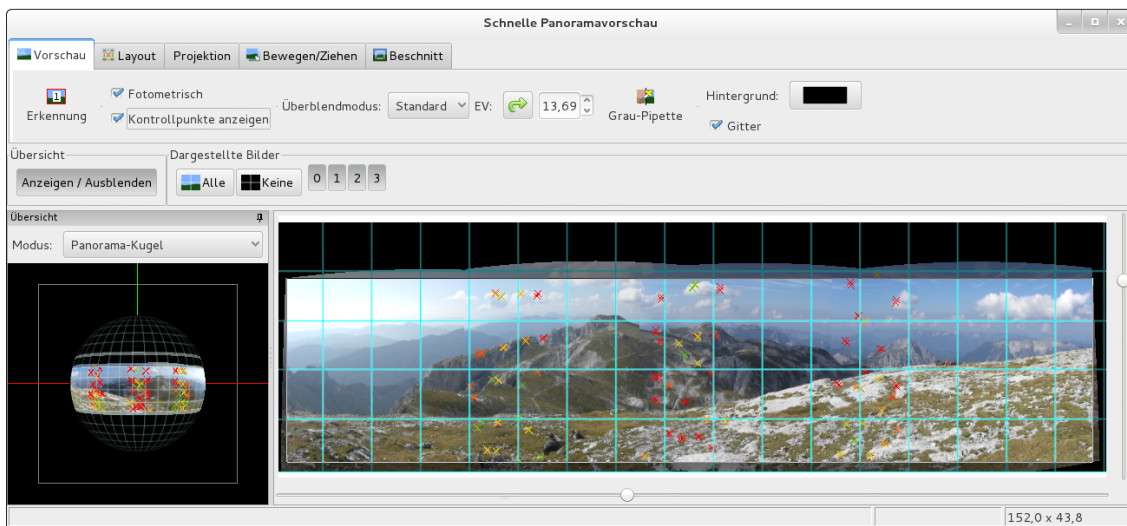 Schnelle Panoramavorschau
Vorschau Layout Projektion Bewegen/Ziehen Beschnitt
1
Erkennung
Fotometrisch
Kontrollpunkte anzeigen
Überblendmodus: Standard EV: 13,69
Grau-Pipette
Hintergrund:
Gitter
Übersicht
Anzeigen / Ausblenden
Dargestellte Bilder
Alle Keine 0 1 2 3
Übersicht
Modus: Panorama-Kugel
152,0 x 43,8